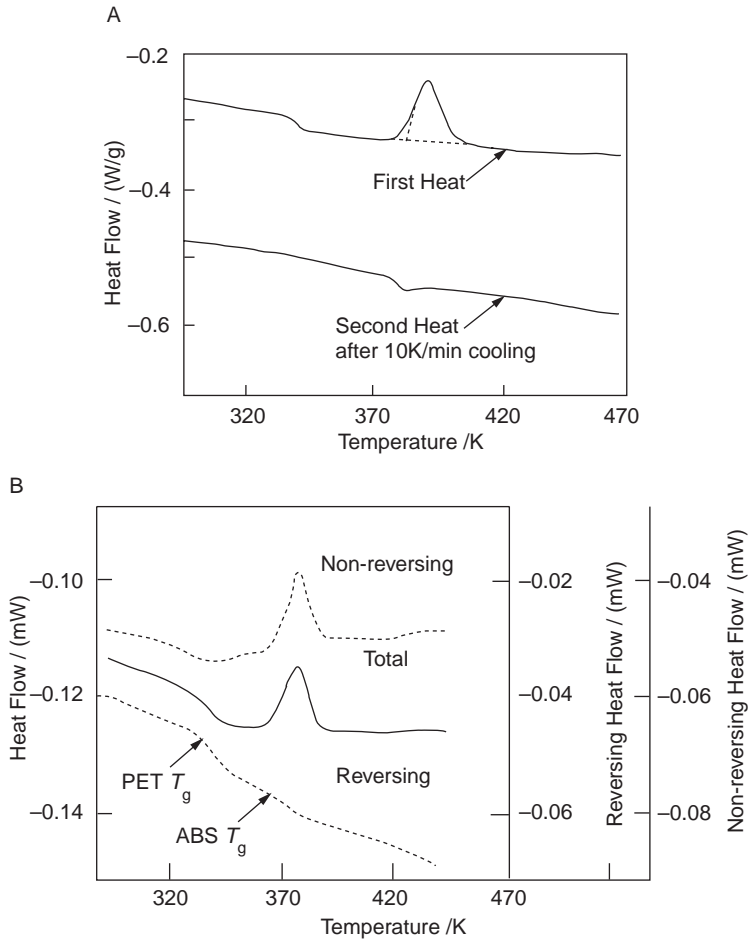 A
−0.2
−0.4
−0.6
Heat Flow / (W/g)
First Heat
Second Heat
after 10K/min cooling
320
370
420
470
Temperature /K
B
Non-reversing
−0.10
−0.02
−0.04
Total
−0.12
−0.04
−0.06
Heat Flow / (mW)
Reversing Heat Flow / (mW)
Non-reversing Heat Flow / (mW)
PET Tg
Reversing
ABS Tg
−0.14
−0.06
−0.08
320
370
420
470
Temperature /K